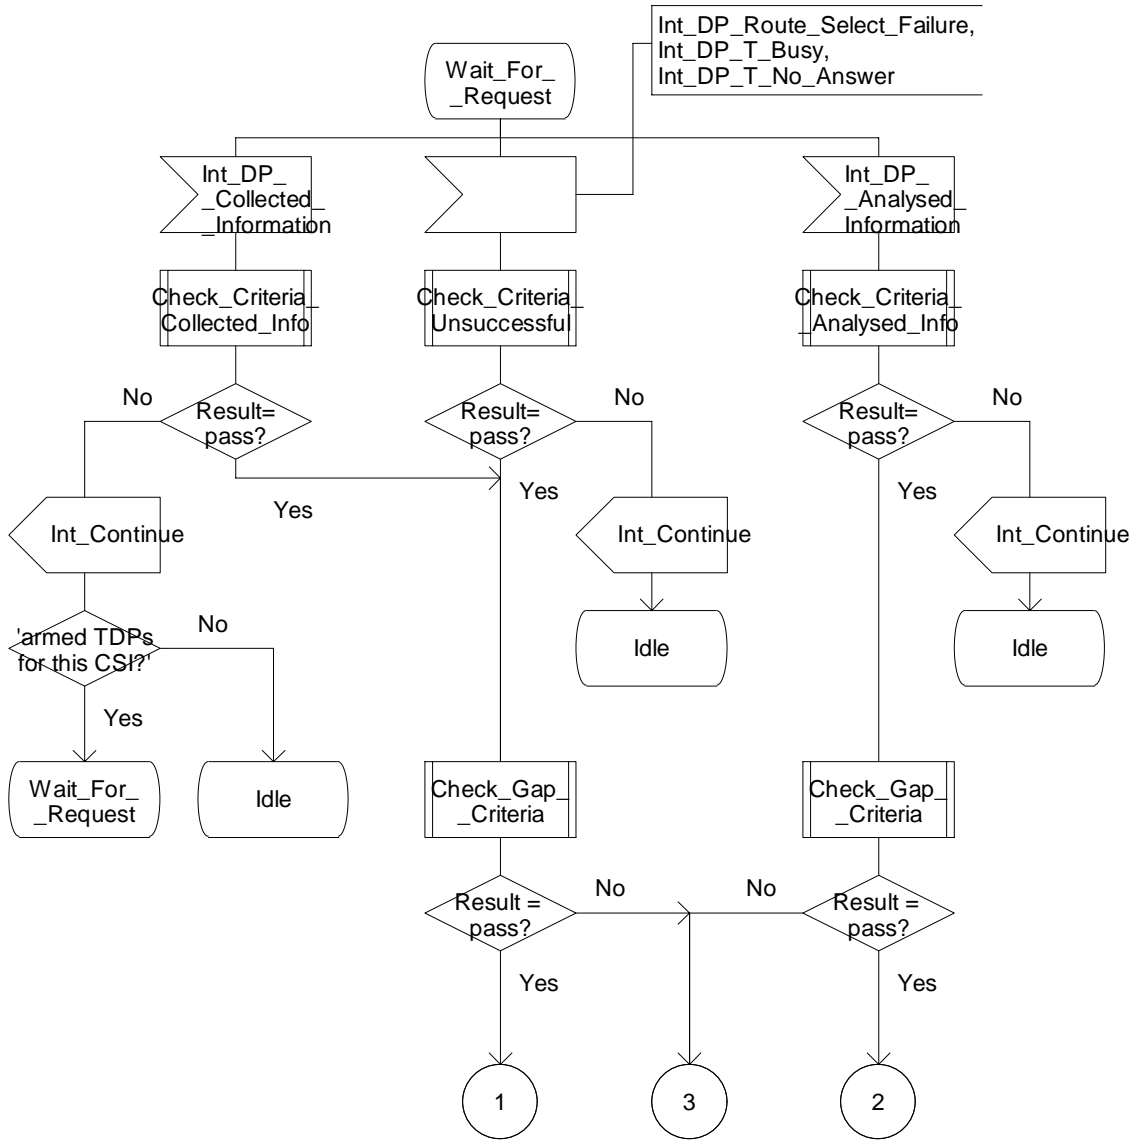 Int_DP_Route_Select_Failure,
Int_DP_T_Busy,
Int_DP_T_No_Answer
Wait_For_
_Request
Int_DP_
_Collected_
_Information
Int_DP_
_Analysed_
Information
Check_Criteria_
Collected_Info
Check_Criteria_
Unsuccessful
Check_Criteria_
_Analysed_Info
No
Result=
pass?
Yes
Result=
pass?
No
Yes
Result=
pass?
No
Yes
Int_Continue
Int_Continue
Int_Continue
'armed TDPs
for this CSI?'
No
Yes
Idle
Idle
Wait_For_
_Request
Idle
Check_Gap_
_Criteria
Check_Gap_
_Criteria
Result =
pass?
No
Yes
No
Result =
pass?
Yes
1
3
2